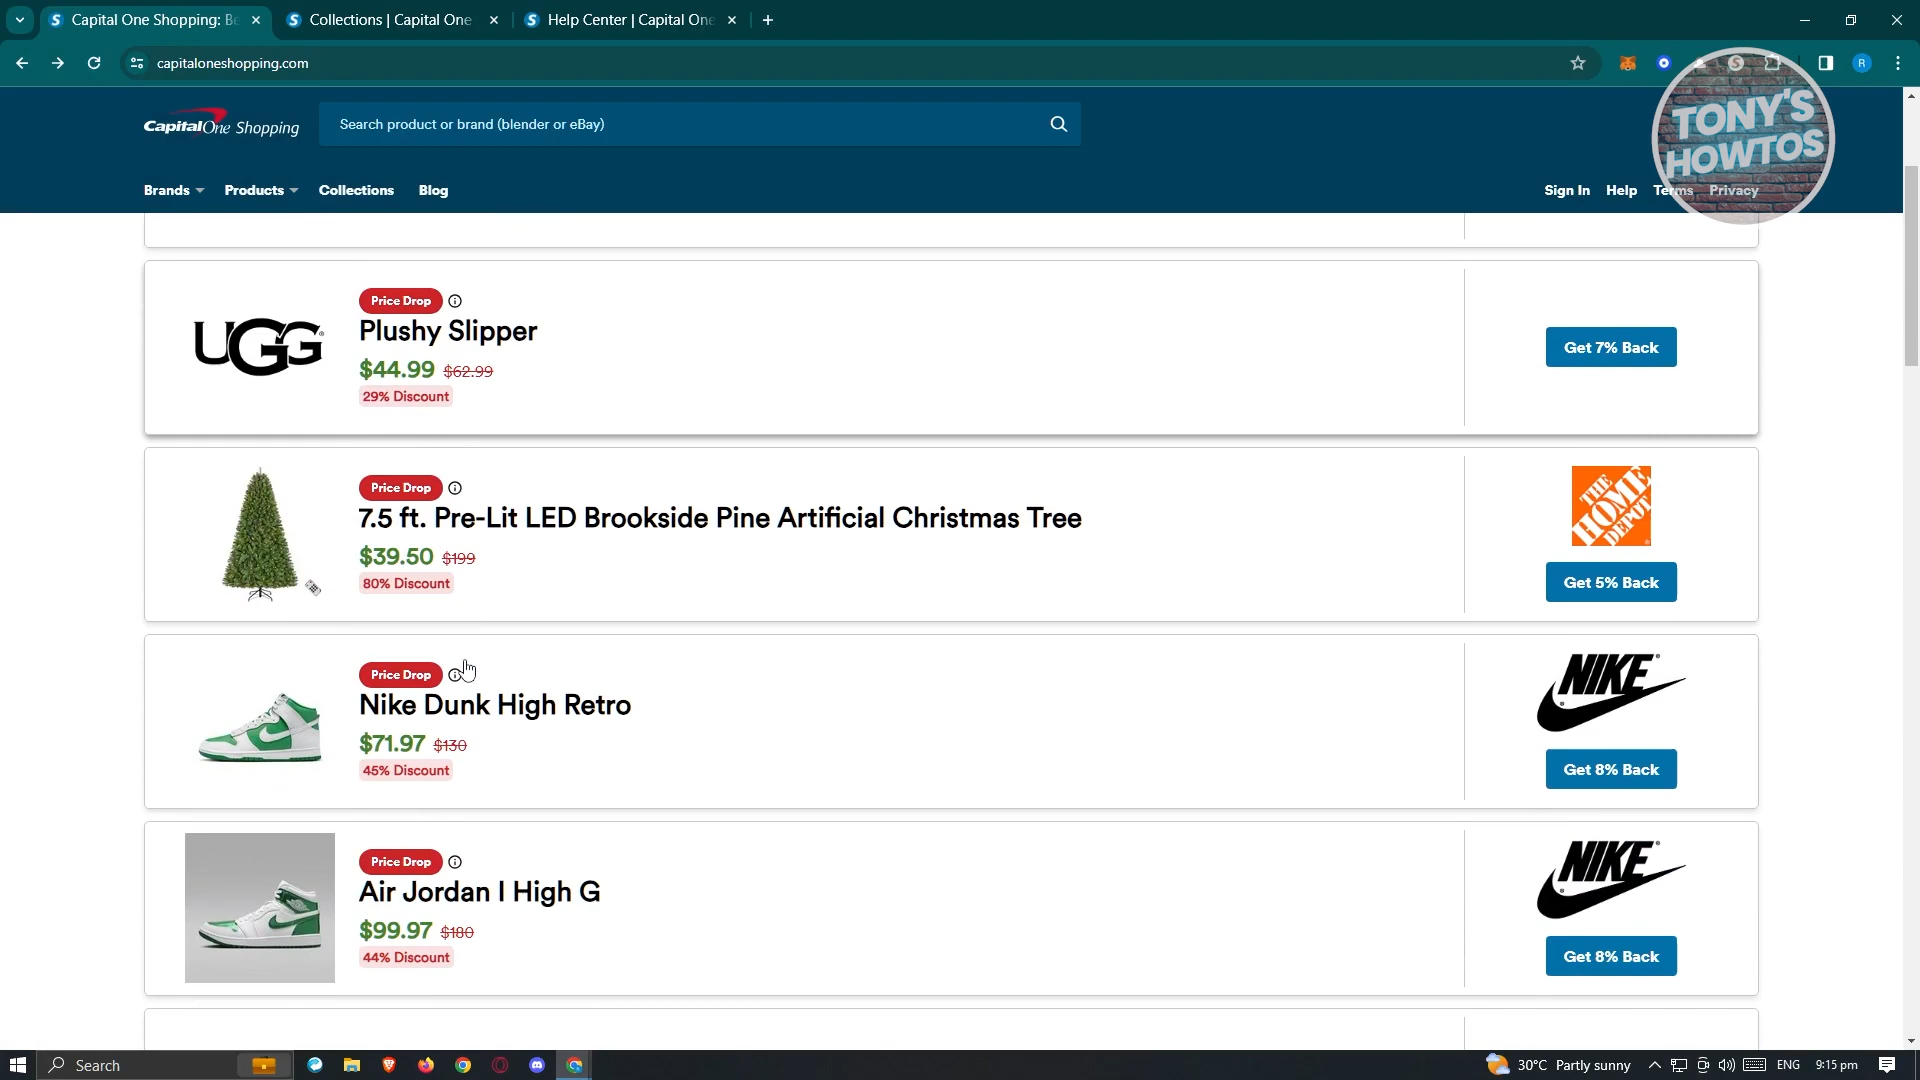 Capital One Shopping: Be
Collections | Capital One
Help Center | Capital One
capitaloneshopping.com
R
TONY'S
HOWTOS
Capital One Shopping
Search product or brand (blender or eBay)
Brands
Products
Collections
Blog
Sign In
Help
Terms
Privacy
UGG
Price Drop
Plushy Slipper
$44.99 $62.99
29% Discount
Get 7% Back
Price Drop
7.5 ft. Pre-Lit LED Brookside Pine Artificial Christmas Tree
$39.50 $199
80% Discount
THE
HOME
DEPOT
Get 5% Back
Price Drop
Nike Dunk High Retro
$71.97 $130
45% Discount
NIKE
Get 8% Back
Price Drop
Air Jordan I High G
$99.97 $180
44% Discount
NIKE
Get 8% Back
Search
30°C Partly sunny
ENG
9:15 pm